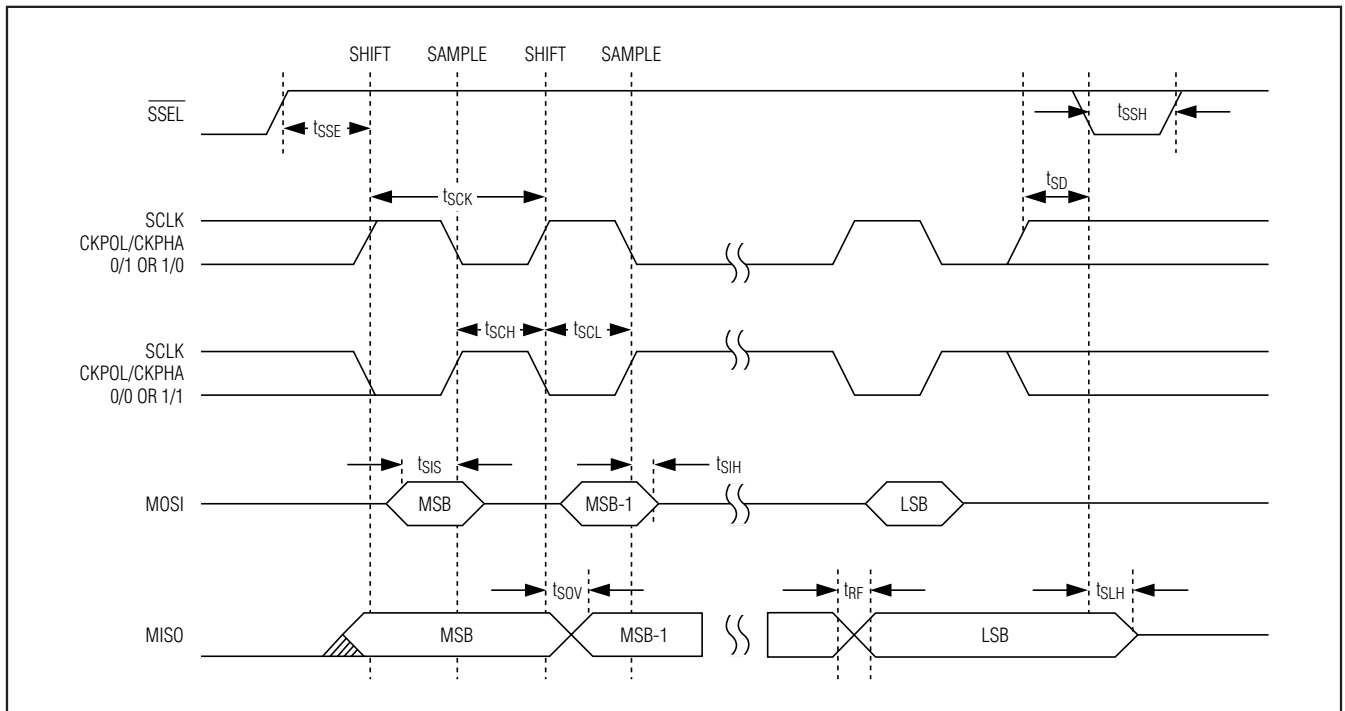 SHIFT SAMPLE SHIFT SAMPLE
SSEL
tSSE
tSSH
tSCK
tSD
SCLK
CKPOL/CKPHA
0/1 OR 1/0
tSCH tSCL
SCLK
CKPOL/CKPHA
0/0 OR 1/1
tSIS tSIH
MOSI MSB MSB-1 LSB
tSOV tRF tSLH
MISO MSB MSB-1 LSB